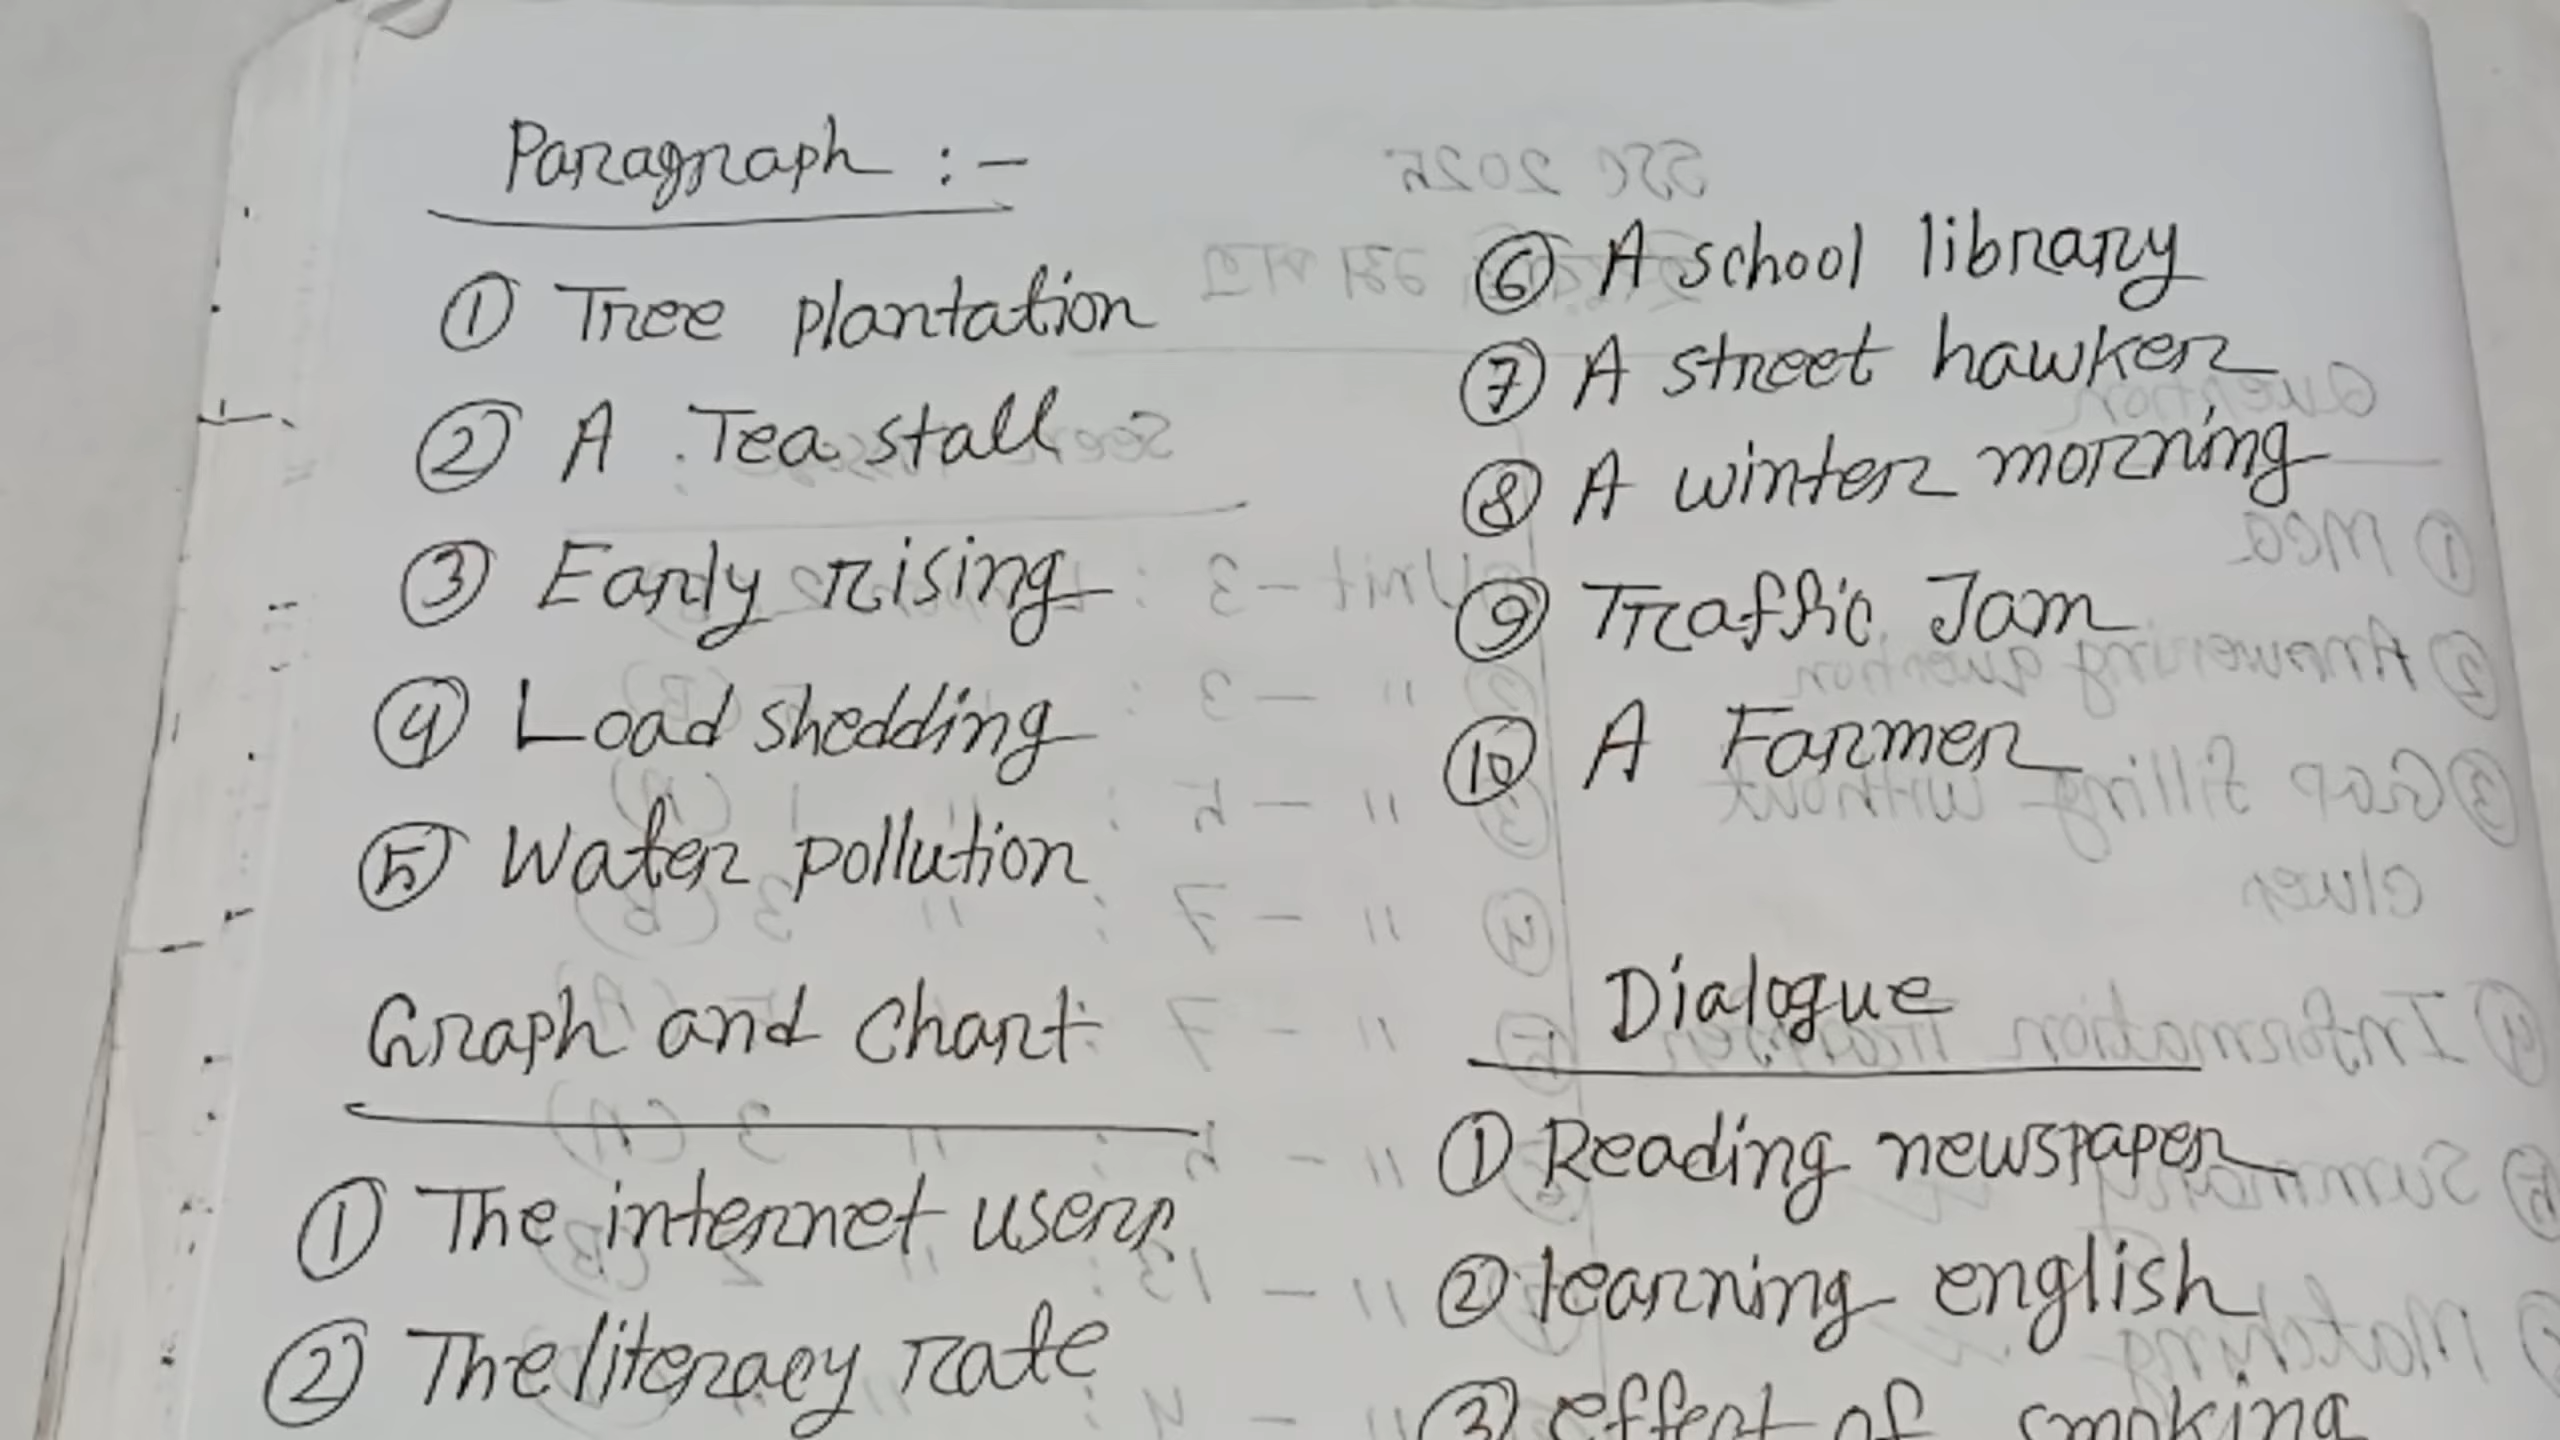 Paragraph :-
① Tree plantation
② A Tea stall
③ Early rising
④ Load shedding
⑤ Water pollution
⑥ A school library
⑦ A street hawker
⑧ A winter morning
⑨ Traffic Jam
⑩ A Farmer
Graph and Chart
① The internet users
② The literacy rate
Dialogue
① Reading newspaper
② learning english
③ effect of smoking